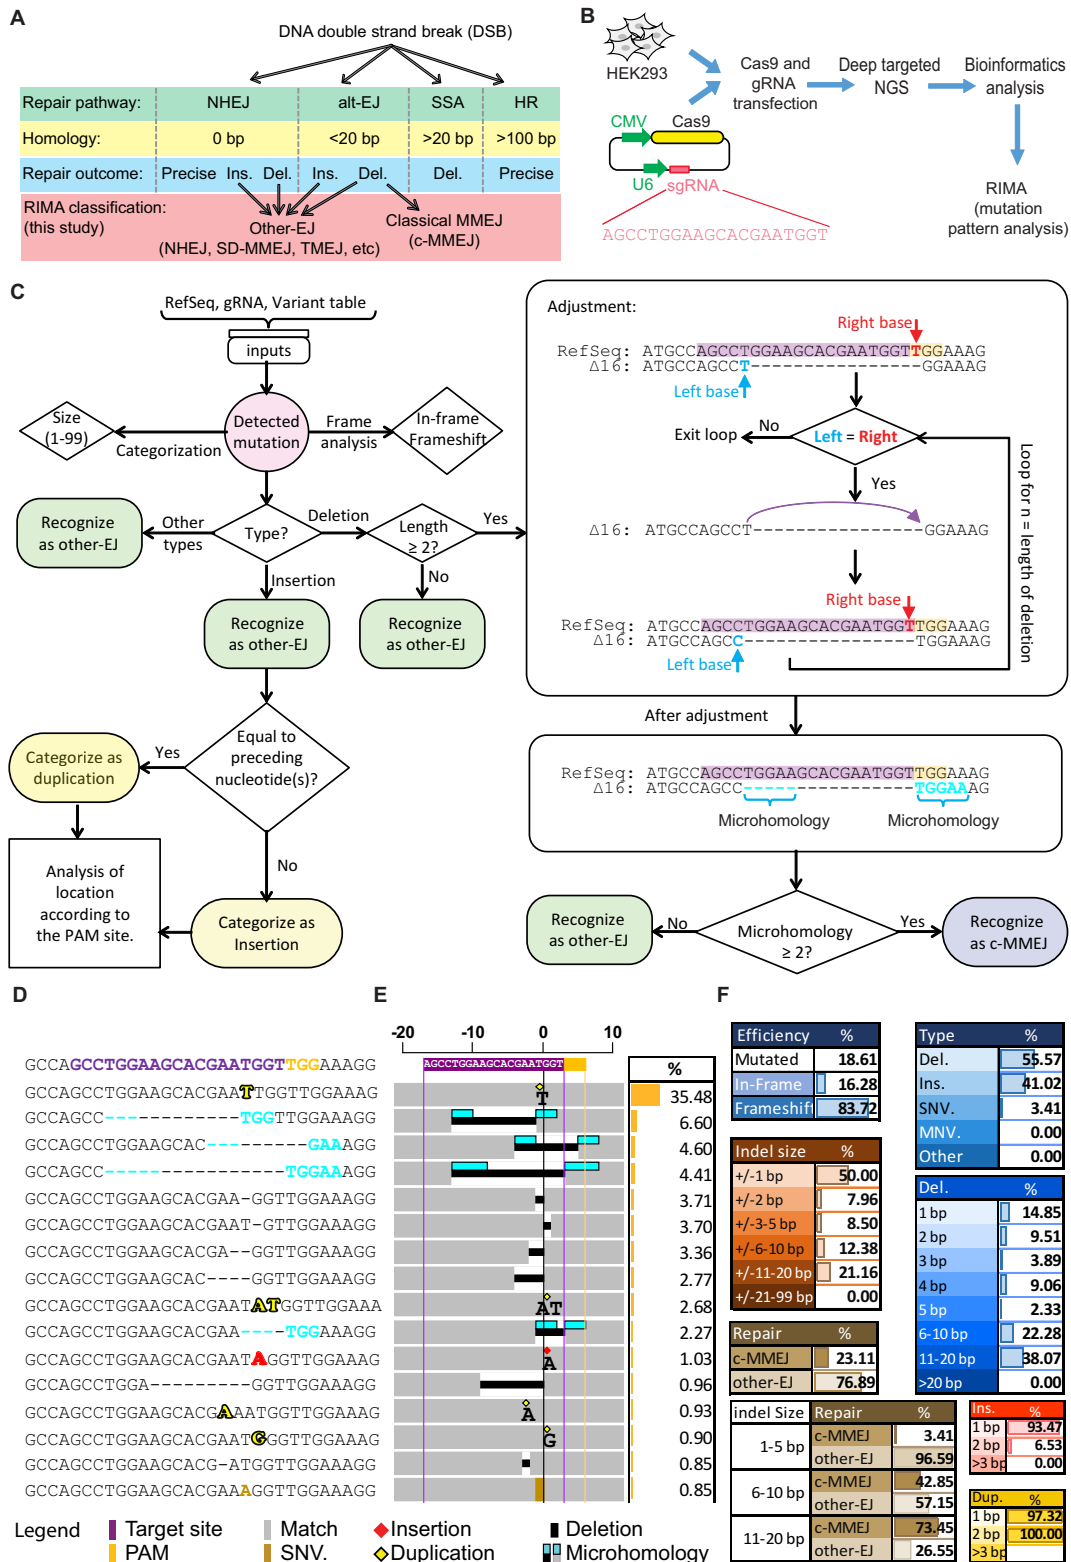 A
DNA double strand break (DSB)
Repair pathway: NHEJ alt-EJ SSA HR
Homology: 0 bp <20 bp >20 bp >100 bp
Repair outcome: Precise Ins. Del. Ins. Del. Del. Precise
RIMA classification:
(this study)
Other-EJ
(NHEJ, SD-MMEJ, TMEJ, etc)
Classical MMEJ
(c-MMEJ)
B
HEK293
CMV Cas9
U6 sgRNA
AGCCTGGAAGCACGAATGGT
Cas9 and
gRNA
transfection
Deep targeted
NGS
Bioinformatics
analysis
RIMA
(mutation
pattern analysis)
C
RefSeq, gRNA, Variant table
inputs
Size
(1-99)
Categorization
Detected
mutation
Frame
analysis
In-frame
Frameshift
Recognize
as other-EJ
Other
types
Type?
Deletion
Length
≥ 2?
Yes
Insertion
No
Recognize
as other-EJ
Recognize
as other-EJ
Categorize as
duplication
Yes
Equal to
preceding
nucleotide(s)?
No
Analysis of
location
according to
the PAM site.
Categorize as
Insertion
Adjustment:
Right base
RefSeq: ATGCCAGCCTGGAAGCACGAATGGTTGGAAAG
Δ16: ATGCCAGCCT----------------GGAAAG
Left base
Exit loop
No
Left = Right
Yes
Loop for n = length of deletion
Δ16: ATGCCAGCCT----------------GGAAAG
Right base
RefSeq: ATGCCAGCCTGGAAGCACGAATGGTTGGAAAG
Δ16: ATGCCAGCC----------------TGGAAAG
Left base
After adjustment
RefSeq: ATGCCAGCCTGGAAGCACGAATGGTTGGAAAG
Δ16: ATGCCAGCC----------------TGGAAAG
Microhomology Microhomology
Recognize
as other-EJ
No
Microhomology
≥ 2?
Yes
Recognize
as c-MMEJ
D
GCCAGCCTGGAAGCACGAATGGTTGGAAAGG
GCCAGCCTGGAAGCACGAATTGGTTGGAAAG
GCCAGCC-------------TGGTTGGAAAGG
GCCAGCCTGGAAGCAC---------GAAAGG
GCCAGCC----------------TGGAAAGG
GCCAGCCTGGAAGCACGAA-GGTTGGAAAGG
GCCAGCCTGGAAGCACGAAT-GTTGGAAAGG
GCCAGCCTGGAAGCACGA--GGTTGGAAAGG
GCCAGCCTGGAAGCAC----GGTTGGAAAGG
GCCAGCCTGGAAGCACGAATATGGTTGGAAA
GCCAGCCTGGAAGCACGAA----TGGAAAGG
GCCAGCCTGGAAGCACGAATAGGTTGGAAAG
GCCAGCCTGGA---------GGTTGGAAAGG
GCCAGCCTGGAAGCACGAAATGGTTGGAAAG
GCCAGCCTGGAAGCACGAATGGGTTGGAAAG
GCCAGCCTGGAAGCACG-ATGGTTGGAAAGG
GCCAGCCTGGAAGCACGAAAGGTTGGAAAGG
E
-20 -10 0 10
AGCCTGGAAGCACGAATGGT
T
AT
A
A
G
%
35.48
6.60
4.60
4.41
3.71
3.70
3.36
2.77
2.68
2.27
1.03
0.96
0.93
0.90
0.85
0.85
F
Efficiency %
Mutated 18.61
In-Frame 16.28
Frameshift 83.72
Indel size %
+/-1 bp 50.00
+/-2 bp 7.96
+/-3-5 bp 8.50
+/-6-10 bp 12.38
+/-11-20 bp 21.16
+/-21-99 bp 0.00
Repair %
c-MMEJ 23.11
other-EJ 76.89
Type %
Del. 55.57
Ins. 41.02
SNV. 3.41
MNV. 0.00
Other 0.00
Del. %
1 bp 14.85
2 bp 9.51
3 bp 3.89
4 bp 9.06
5 bp 2.33
6-10 bp 22.28
11-20 bp 38.07
>20 bp 0.00
indel Size Repair %
1-5 bp c-MMEJ 3.41
other-EJ 96.59
6-10 bp c-MMEJ 42.85
other-EJ 57.15
11-20 bp c-MMEJ 73.45
other-EJ 26.55
Ins. %
1 bp 93.47
2 bp 6.53
>3 bp 0.00
Dup. %
1 bp 97.32
2 bp 100.00
>3 bp
Legend
Target site
PAM
Match
SNV.
Insertion
Duplication
Deletion
Microhomology